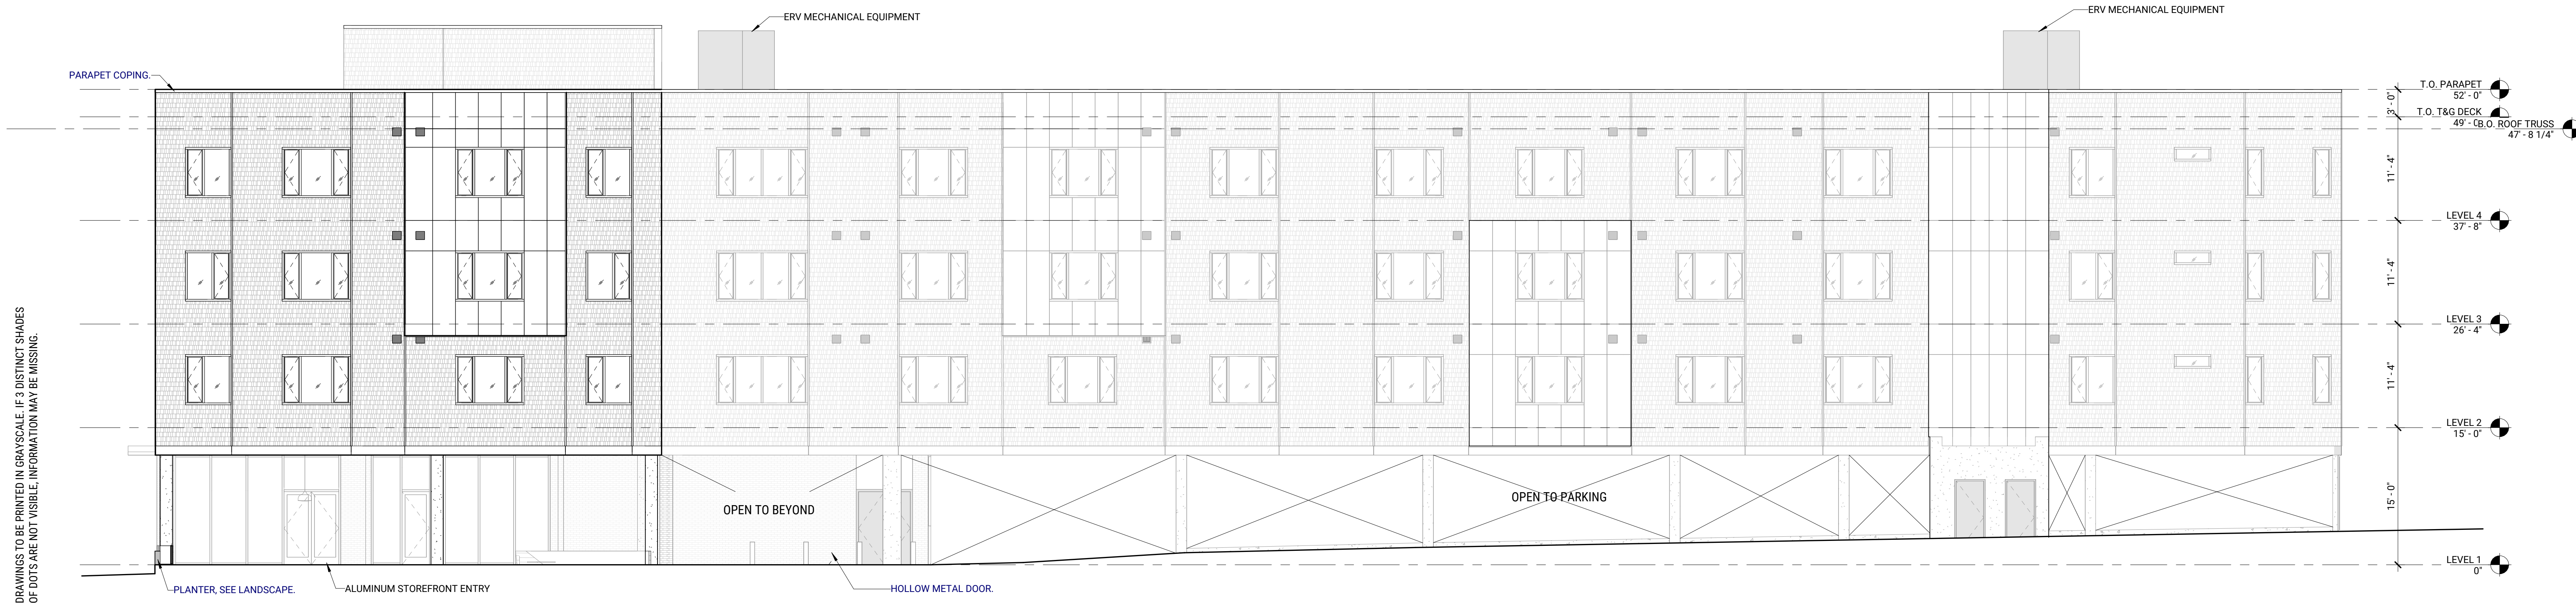 ERV MECHANICAL EQUIPMENT
ERV MECHANICAL EQUIPMENT
PARAPET COPING.
T.O. PARAPET
52' - 0"
3' - 0"
T.O. T&G DECK
49' - 0"
B.O. ROOF TRUSS
47' - 8 1/4"
11' - 4"
LEVEL 4
37' - 8"
11' - 4"
LEVEL 3
26' - 4"
11' - 4"
LEVEL 2
15' - 0"
15' - 0"
LEVEL 1
0"
OPEN TO BEYOND
OPEN TO PARKING
PLANTER, SEE LANDSCAPE.
ALUMINUM STOREFRONT ENTRY
HOLLOW METAL DOOR.
DRAWINGS TO BE PRINTED IN GRAYSCALE. IF 3 DISTINCT SHADES
OF DOTS ARE NOT VISIBLE, INFORMATION MAY BE MISSING.